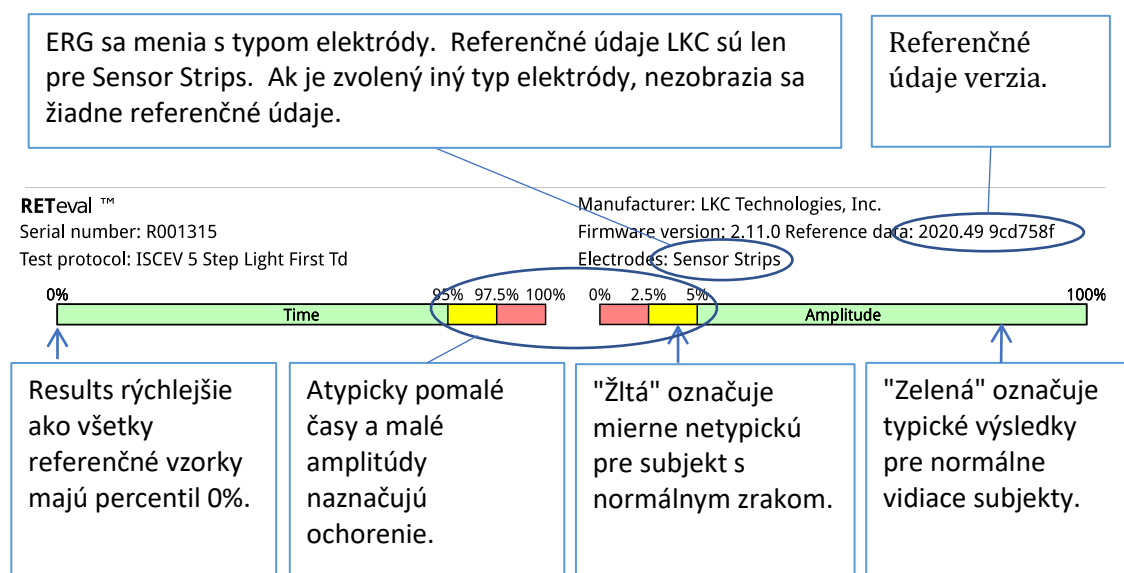 ERG sa menia s typom elektródy.  Referenčné údaje LKC sú len
pre Sensor Strips.  Ak je zvolený iný typ elektródy, nezobrazia sa
žiadne referenčné údaje.
Referenčné
údaje verzia.
RETeval ™
Serial number: R001315
Test protocol: ISCEV 5 Step Light First Td
Manufacturer: LKC Technologies, Inc.
Firmware version: 2.11.0 Reference data: 2020.49 9cd758f
Electrodes: Sensor Strips
0% 95% 97.5% 100%
Time
0% 2.5% 5% 100%
Amplitude
Results rýchlejšie
ako všetky
referenčné vzorky
majú percentil 0%.
Atypicky pomalé
časy a malé
amplitúdy
naznačujú
ochorenie.
"Žltá" označuje
mierne netypickú
pre subjekt s
normálnym zrakom.
"Zelená" označuje
typické výsledky
pre normálne
vidiace subjekty.